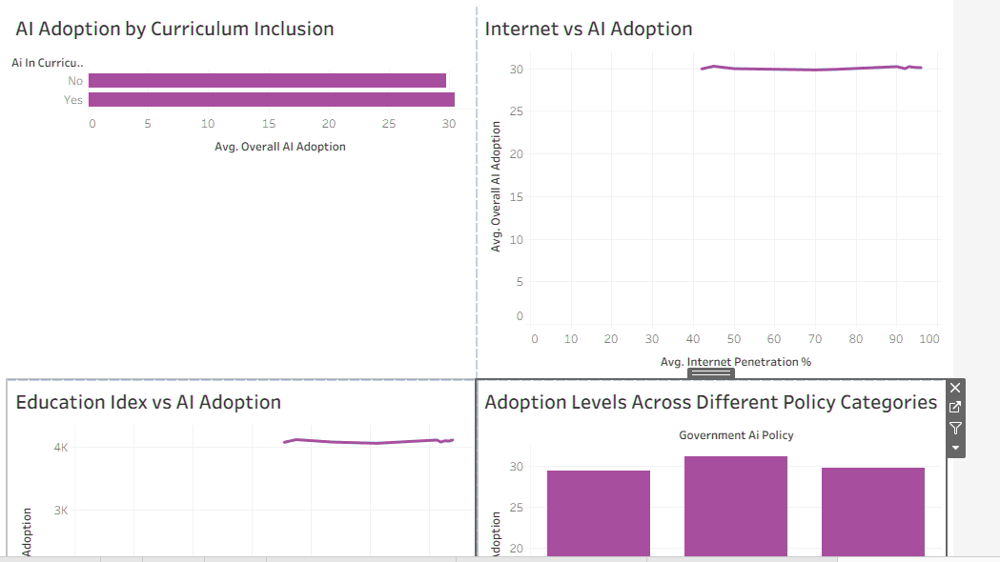 AI Adoption by Curriculum Inclusion
Ai In Curricu..
No
Yes
0 5 10 15 20 25 30
Avg. Overall AI Adoption
Internet vs AI Adoption
30
25
20
15
10
5
0
Avg. Overall AI Adoption
0 10 20 30 40 50 60 70 80 90 100
Avg. Internet Penetration %
Education Idex vs AI Adoption
4K
3K
Adoption
Adoption Levels Across Different Policy Categories
Government Ai Policy
30
25
20
Adoption